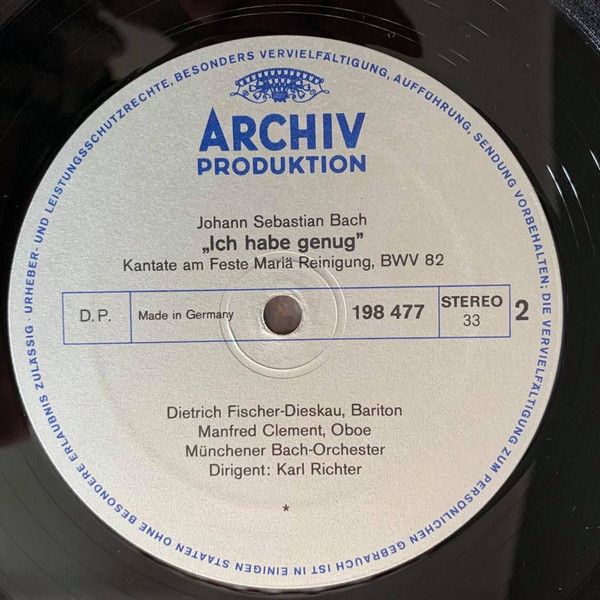 ARCHIV
PRODUKTION
Johann Sebastian Bach
„Ich habe genug”
Kantate am Feste Mariä Reinigung, BWV 82
D. P.
Made in Germany
198 477
STEREO
33
2
Dietrich Fischer-Dieskau, Bariton
Manfred Clement, Oboe
Münchener Bach-Orchester
Dirigent: Karl Richter
*
URHEBER- UND LEISTUNGSSCHUTZRECHTE, BESONDERS VERVIELFÄLTIGUNG, AUFFÜHRUNG, SENDUNG VORBEHALTEN; DIE VERVIELFÄLTIGUNG ZUM PERSÖNLICHEN GEBRAUCH IST IN EINIGEN STAATEN OHNE BESONDERE ERLAUBNIS ZULÄSSIG ·